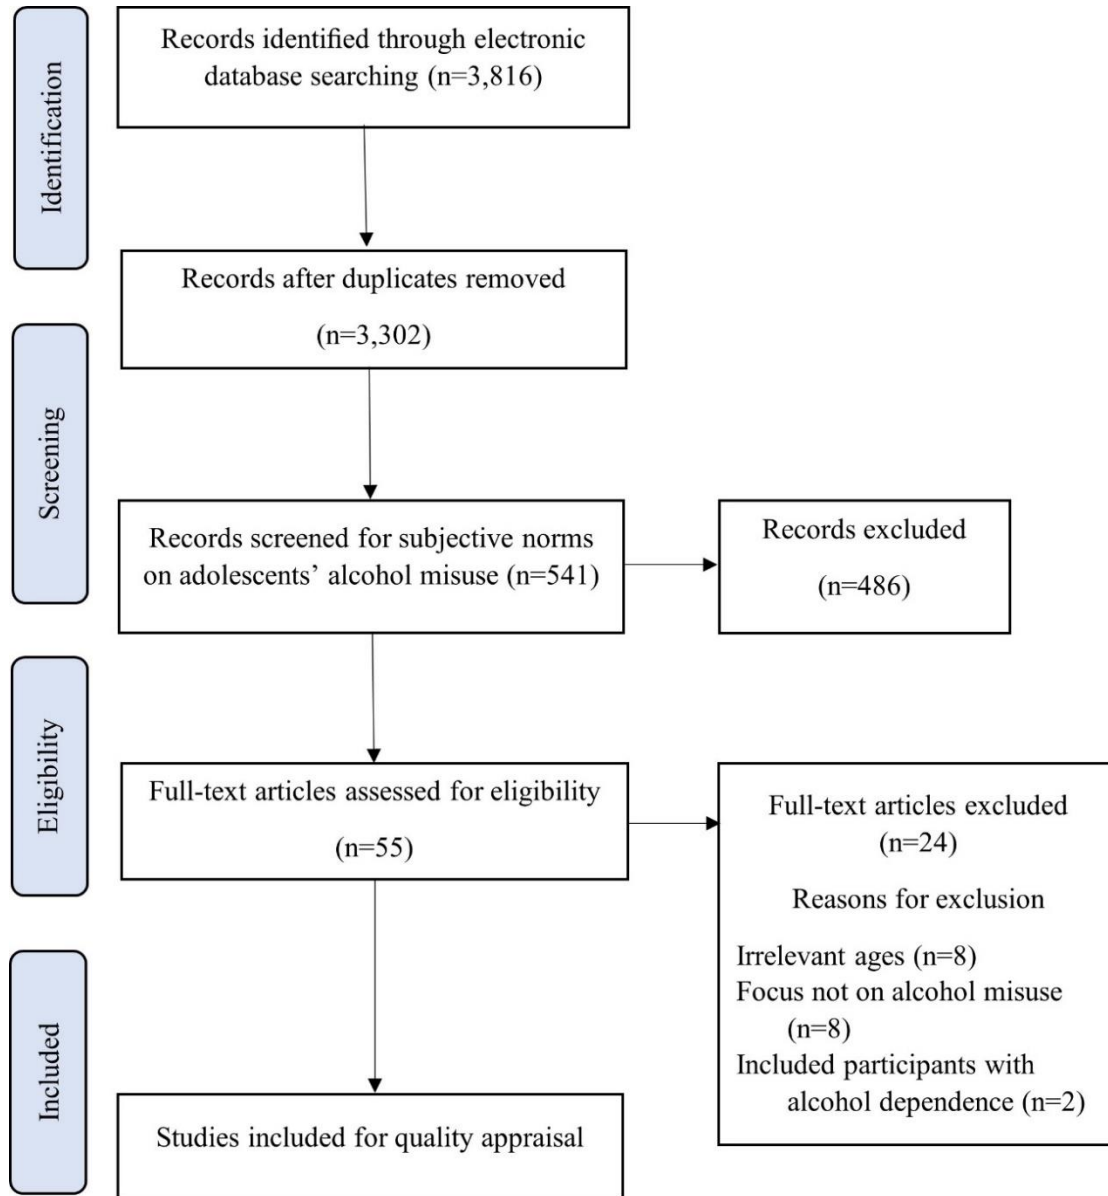 Identification
Records identified through electronic
database searching (n=3,816)
Records after duplicates removed
(n=3,302)
Screening
Records screened for subjective norms
on adolescents’ alcohol misuse (n=541)
Records excluded
(n=486)
Eligibility
Full-text articles assessed for eligibility
(n=55)
Full-text articles excluded
(n=24)
Reasons for exclusion
Irrelevant ages (n=8)
Focus not on alcohol misuse
(n=8)
Included participants with
alcohol dependence (n=2)
Included
Studies included for quality appraisal